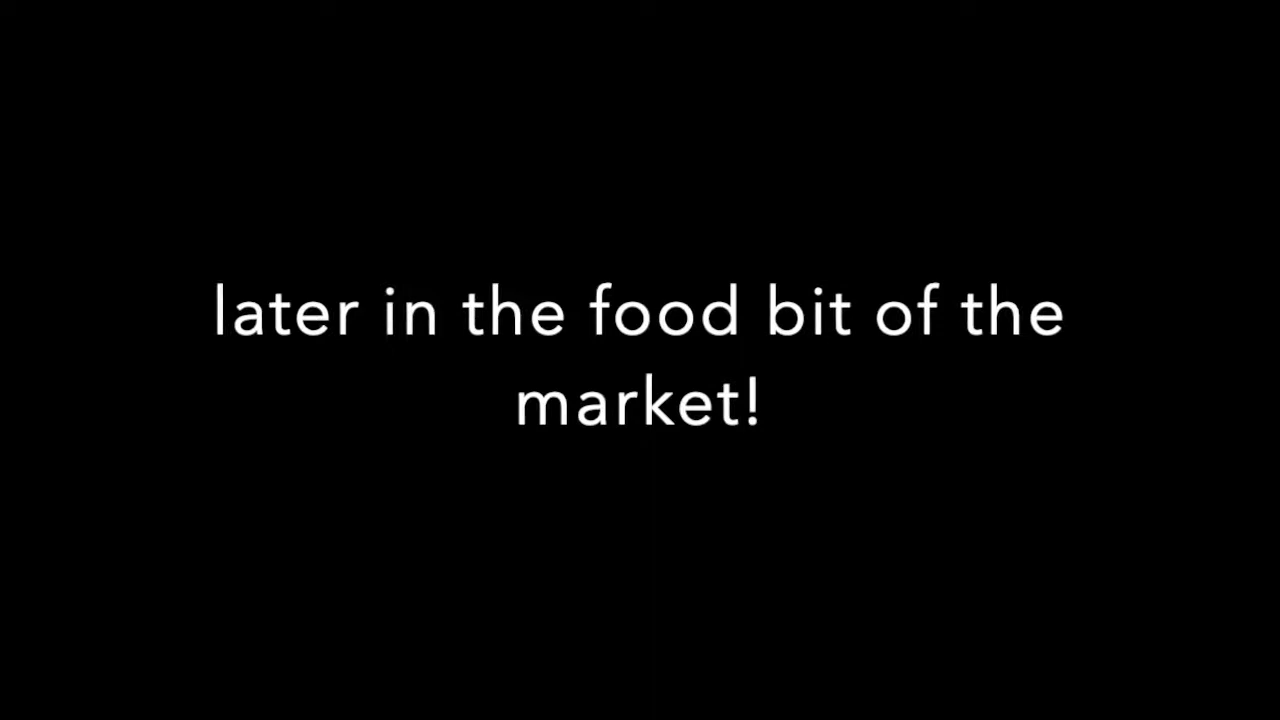 later in the food bit of the
market!